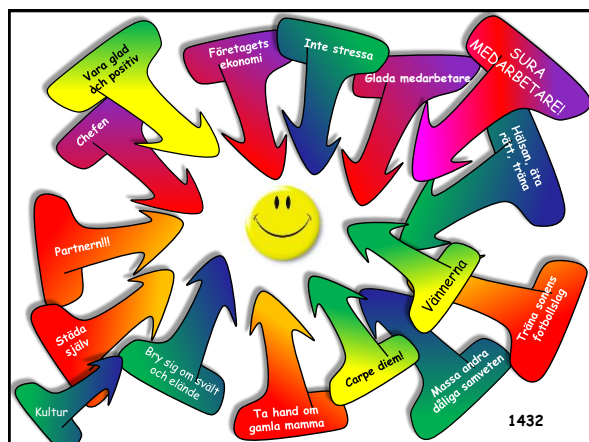 Vara glad
och positiv
Företagets
ekonomi
Inte stressa
Glada medarbetare
SURA
MEDARBETARE!
Chefen
Hälsan, äta
rätt, träna
Partnern!!!
Vännerna
Träna sonens
fotbollslag
Städa
själv
Bry sig om svält
och elände
Carpe diem!
Massa andra
dåliga samveten
Kultur
Ta hand om
gamla mamma
1432